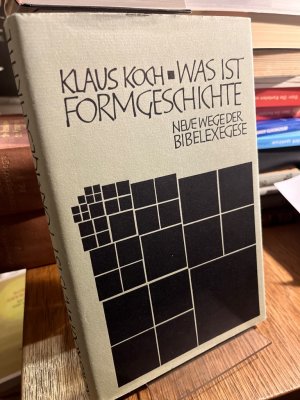 KLAUS KOCH ▪ WAS IST
FORMGESCHICHTE
NEUE WEGE DER
BIBELEXEGESE